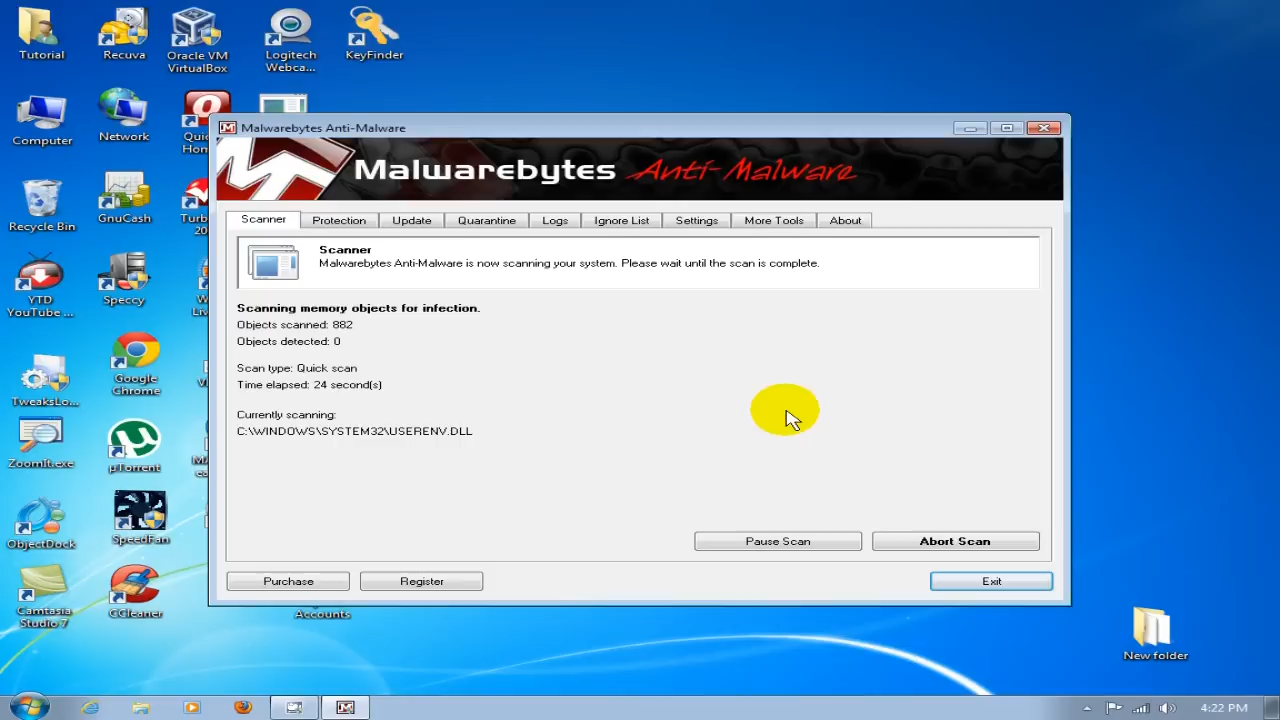 Tutorial
Recuva
Oracle VM
VirtualBox
Logitech
Webca...
KeyFinder
Computer
Network
Quic
Hom
Recycle Bin
GnuCash
Turb
20
YTD
YouTube ...
Speccy
W
Liv
TweaksLo...
Google
Chrome
ZoomIt.exe
µTorrent
ObjectDock
SpeedFan
Camtasia
Studio 7
CCleaner
Accounts
New folder
Malwarebytes Anti-Malware
Malwarebytes Anti-Malware
Scanner Protection Update Quarantine Logs Ignore List Settings More Tools About
Scanner
Malwarebytes Anti-Malware is now scanning your system. Please wait until the scan is complete.
Scanning memory objects for infection.
Objects scanned: 882
Objects detected: 0
Scan type: Quick scan
Time elapsed: 24 second(s)
Currently scanning:
C:\WINDOWS\SYSTEM32\USERENV.DLL
Pause Scan Abort Scan
Purchase Register Exit
4:22 PM